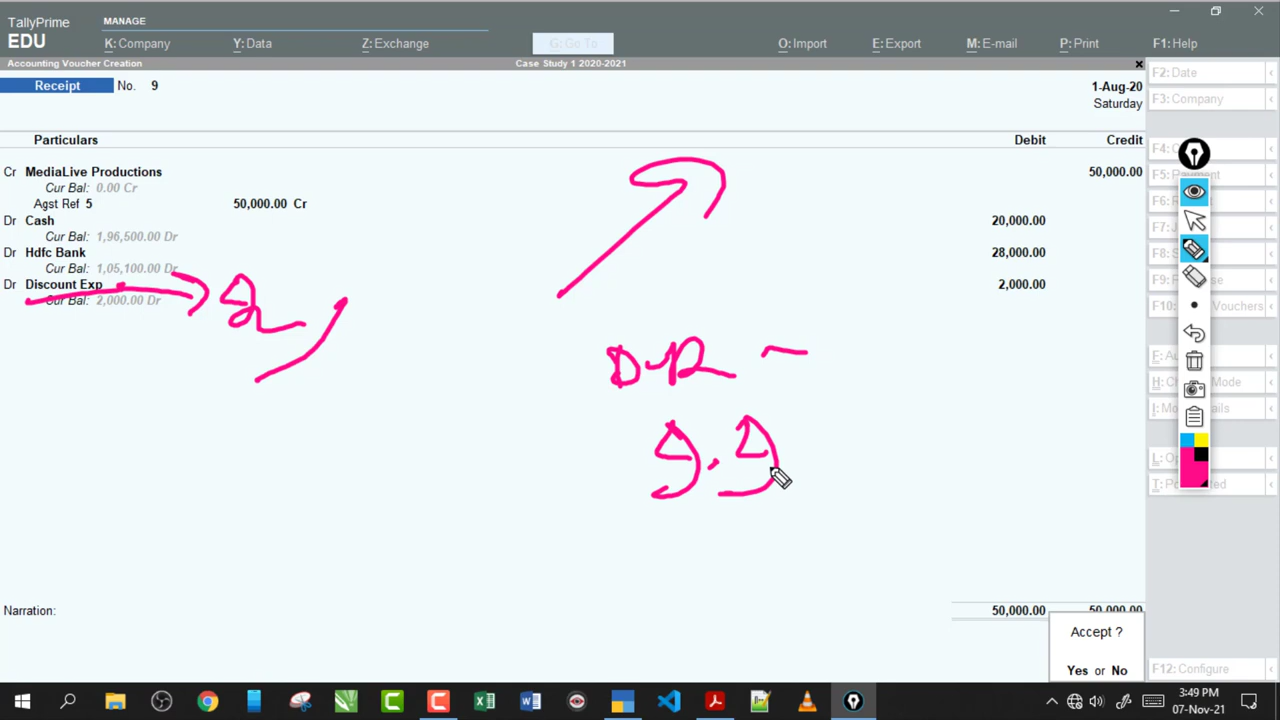 TallyPrime
MANAGE
EDU
K: Company
Y: Data
Z: Exchange
G: Go To
O: Import
E: Export
M: E-mail
P: Print
F1: Help
Accounting Voucher Creation
Case Study 1 2020-2021
F2: Date
Receipt No. 9
1-Aug-20
F3: Company
Saturday
Particulars Debit Credit
Cr MediaLive Productions 50,000.00
Cur Bal: 0.00 Cr
Agst Ref 5 50,000.00 Cr
Dr Cash 20,000.00
Cur Bal: 1,96,500.00 Dr
Dr Hdfc Bank 28,000.00
Cur Bal: 1,05,100.00 Dr
Dr Discount Exp 2,000.00
Cur Bal: 2,000.00 Dr
Narration:
50,000.00 50,000.00
Accept ?
Yes or No
F12: Configure
3:49 PM
07-Nov-21